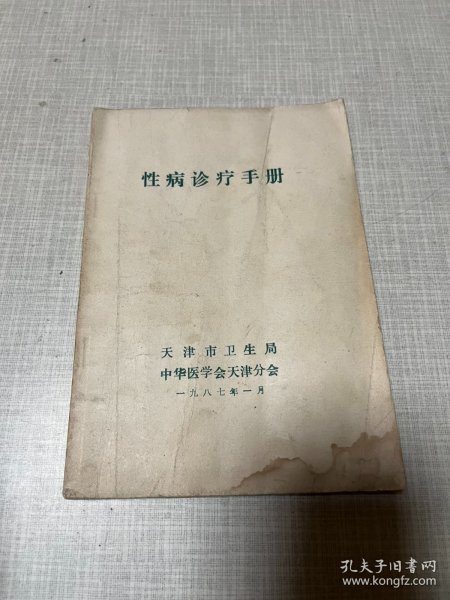 性病诊疗手册
天津市卫生局
中华医学会天津分会
一九八七年一月
孔夫子旧书网
www.kongfz.com